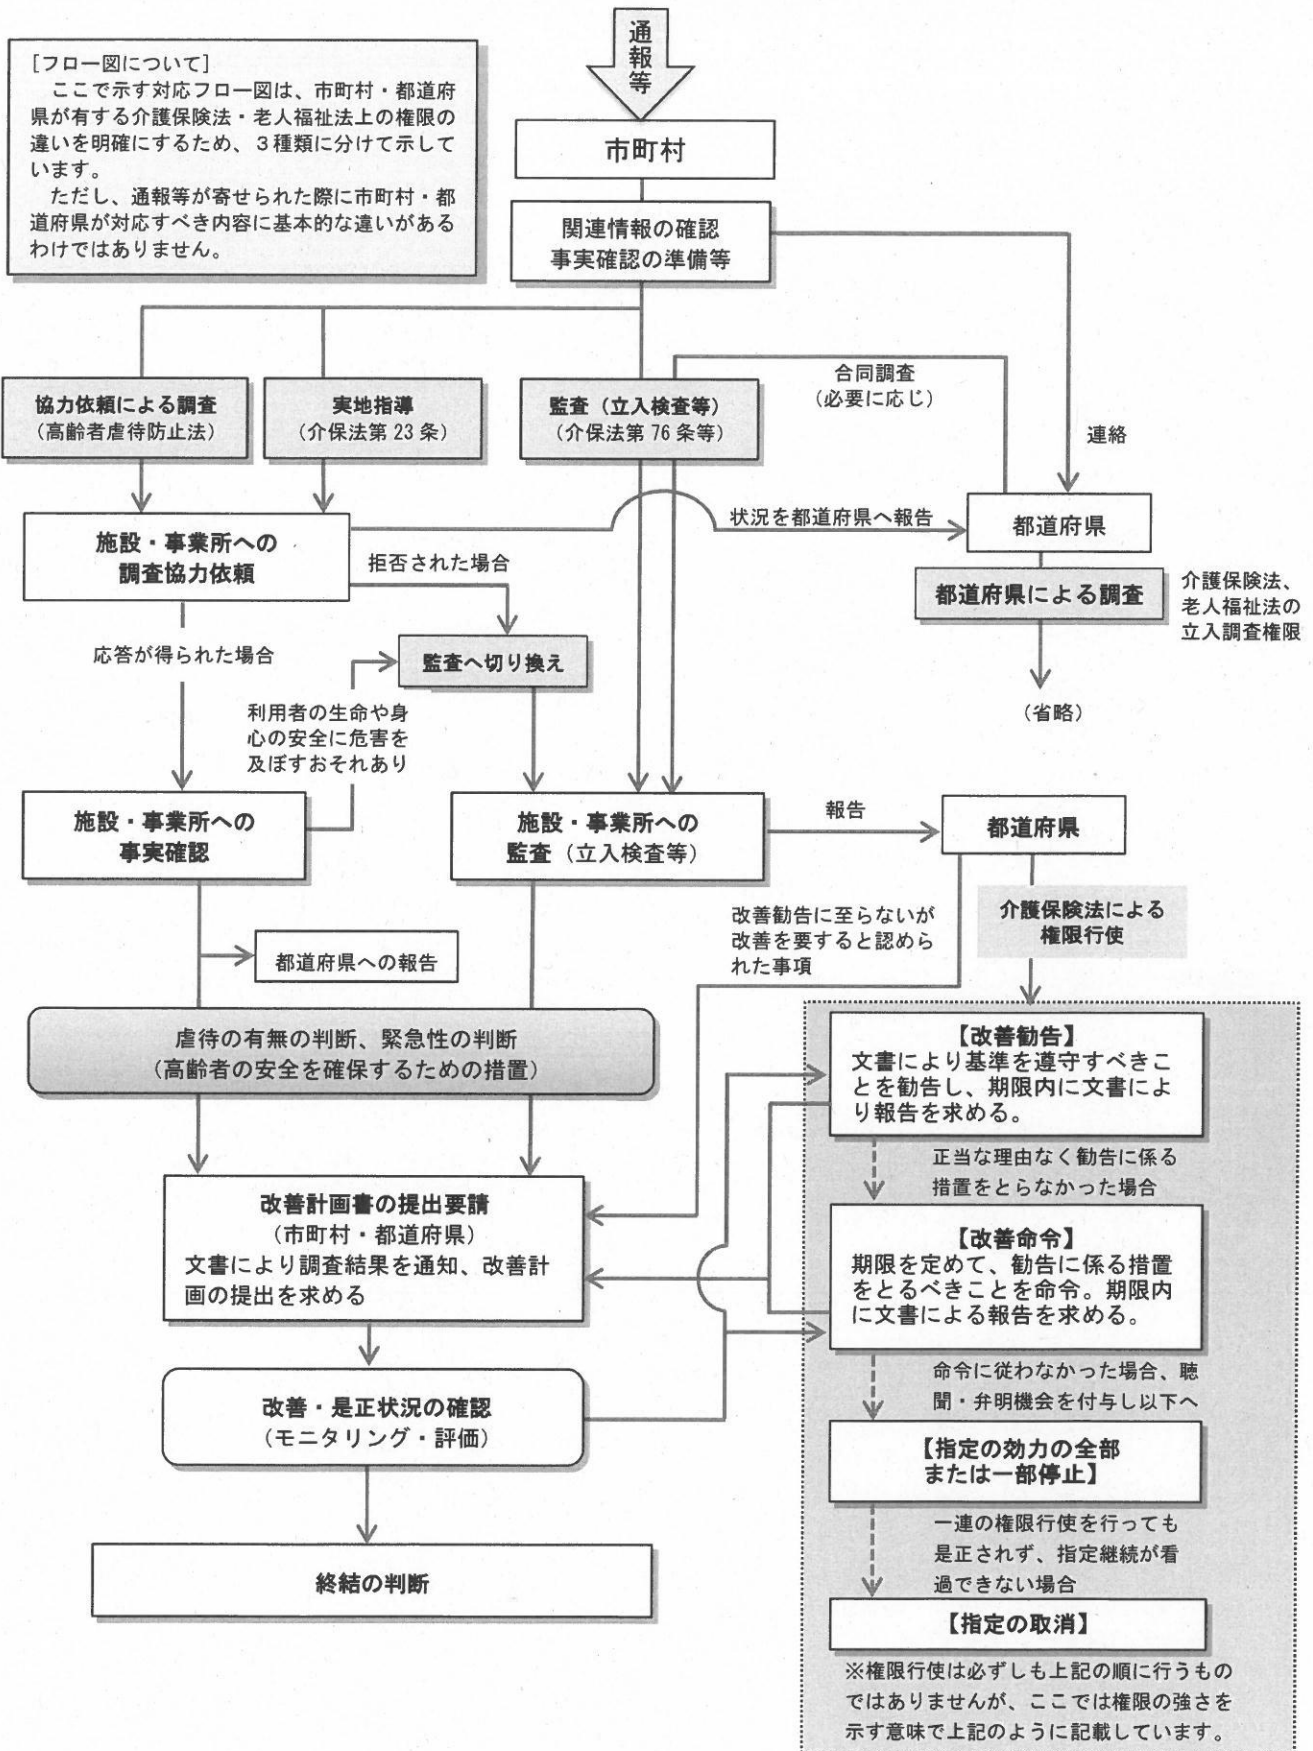 通報等
[フロー図について]
ここで示す対応フロー図は、市町村・都道府
県が有する介護保険法・老人福祉法上の権限の
違いを明確にするため、３種類に分けて示して
います。
ただし、通報等が寄せられた際に市町村・都
道府県が対応すべき内容に基本的な違いがある
わけではありません。
市町村
関連情報の確認
事実確認の準備等
協力依頼による調査
（高齢者虐待防止法）
実地指導
（介保法第 23 条）
監査（立入検査等）
（介保法第 76 条等）
合同調査
（必要に応じ）
連絡
施設・事業所への
調査協力依頼
状況を都道府県へ報告
都道府県
拒否された場合
都道府県による調査
介護保険法、
老人福祉法の
立入調査権限
応答が得られた場合
監査へ切り換え
（省略）
利用者の生命や身
心の安全に危害を
及ぼすおそれあり
施設・事業所への
事実確認
施設・事業所への
監査（立入検査等）
報告
都道府県
改善勧告に至らないが
改善を要すると認めら
れた事項
介護保険法による
権限行使
都道府県への報告
虐待の有無の判断、緊急性の判断
（高齢者の安全を確保するための措置）
【改善勧告】
文書により基準を遵守すべきこ
とを勧告し、期限内に文書によ
り報告を求める。
正当な理由なく勧告に係る
措置をとらなかった場合
改善計画書の提出要請
（市町村・都道府県）
文書により調査結果を通知、改善計
画の提出を求める
【改善命令】
期限を定めて、勧告に係る措置
をとるべきことを命令。期限内
に文書による報告を求める。
命令に従わなかった場合、聴
聞・弁明機会を付与し以下へ
改善・是正状況の確認
（モニタリング・評価）
【指定の効力の全部
または一部停止】
一連の権限行使を行っても
是正されず、指定継続が看
過できない場合
終結の判断
【指定の取消】
※権限行使は必ずしも上記の順に行うもの
ではありませんが、ここでは権限の強さを
示す意味で上記のように記載しています。